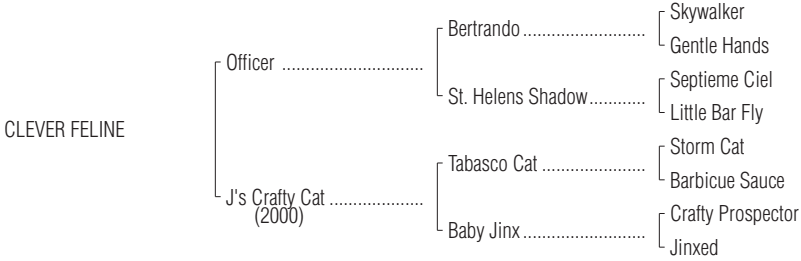 Skywalker
Bertrando ............................
Gentle Hands
Officer ................................
Septieme Ciel
St. Helens Shadow.............
Little Bar Fly
CLEVER FELINE
Storm Cat
Tabasco Cat ........................
Barbicue Sauce
J's Crafty Cat .....................
(2000)
Crafty Prospector
Baby Jinx............................
Jinxed